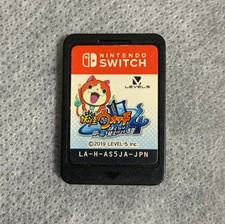 NINTENDO
SWITCH
LEVEL5
妖怪ウォッチ4
©2019 LEVEL-5 Inc.
LA-H-AS5JA-JPN